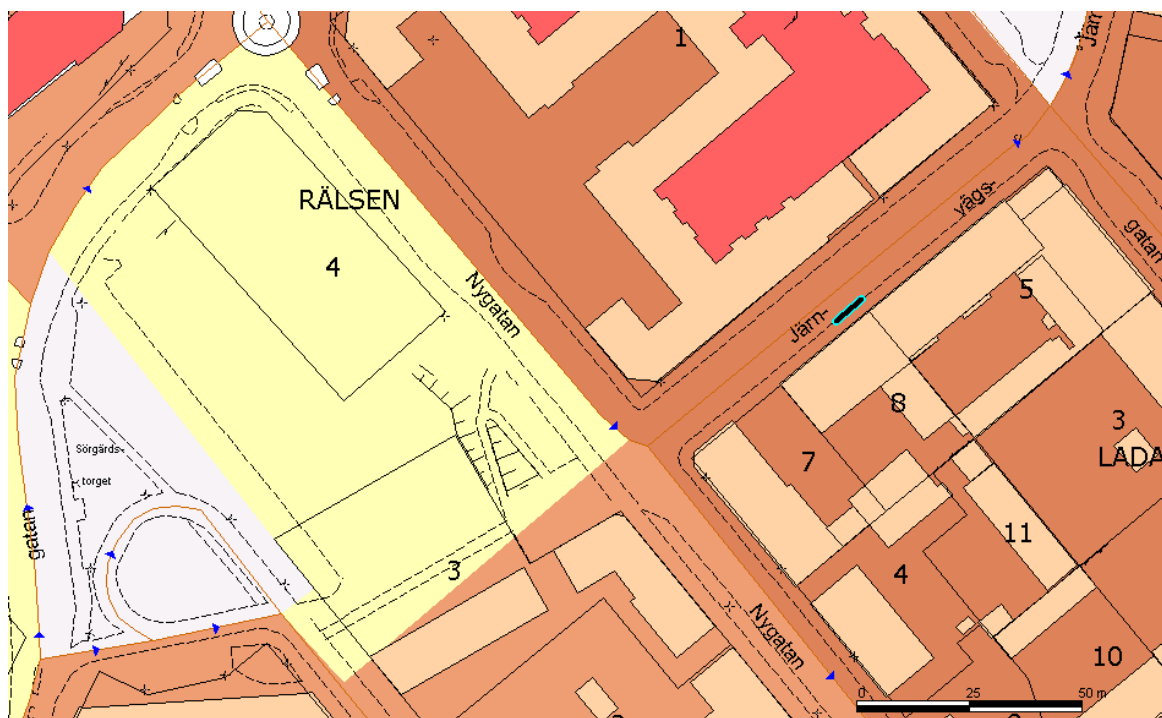 1
Järn
RÄLSEN
4
vägs-
gatan
Nygatan
5
Järn-
8
3
LADA
Sörgårds-
torget
7
gatan
11
3
4
Nygatan
10
0 25 50 m